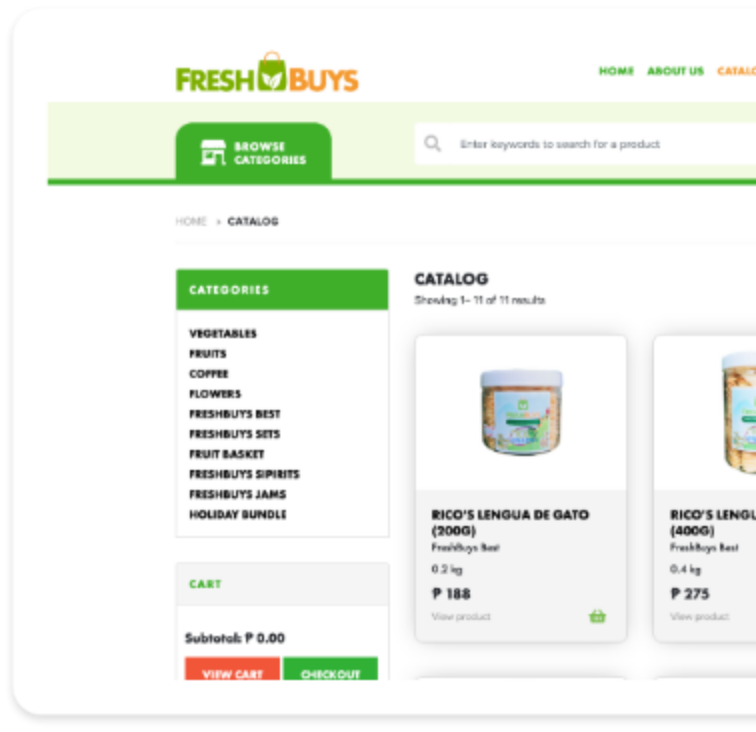 FRESH BUYS
HOME ABOUT US CATALO
BROWSE
CATEGORIES
Enter keywords to search for a product
HOME › CATALOG
CATEGORIES
VEGETABLES
FRUITS
COFFEE
FLOWERS
FRESHBUYS BEST
FRESHBUYS SETS
FRUIT BASKET
FRESHBUYS SIPIRITS
FRESHBUYS JAMS
HOLIDAY BUNDLE
CART
Subtotal: ₱ 0.00
VIEW CART CHECKOUT
CATALOG
Showing 1– 11 of 11 results
RICO'S LENGUA DE GATO
(200G)
FreshBuys Best
0.2 kg
₱ 188
View product
RICO'S LENGU
(400G)
FreshBuys Best
0.4 kg
₱ 275
View product